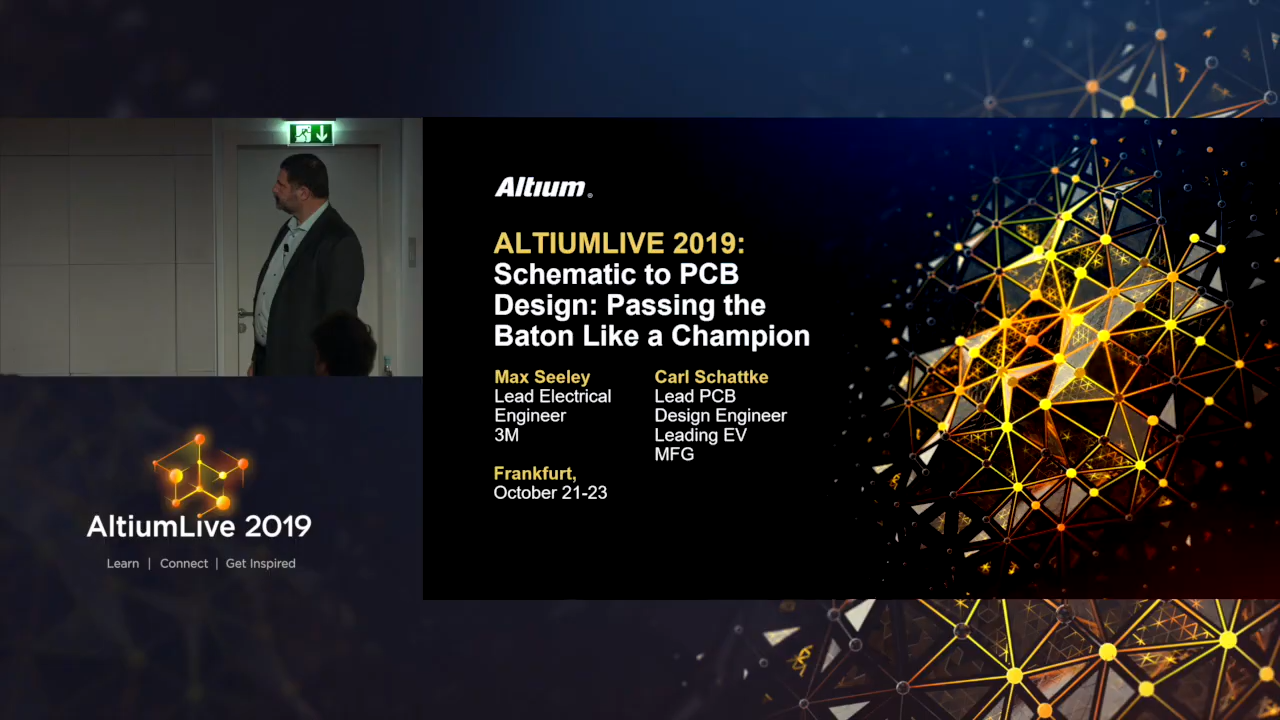 Altium®
ALTIUMLIVE 2019:
Schematic to PCB
Design: Passing the
Baton Like a Champion
Max Seeley
Lead Electrical
Engineer
3M
Carl Schattke
Lead PCB
Design Engineer
Leading EV
MFG
Frankfurt,
October 21-23
AltiumLive 2019
Learn | Connect | Get Inspired